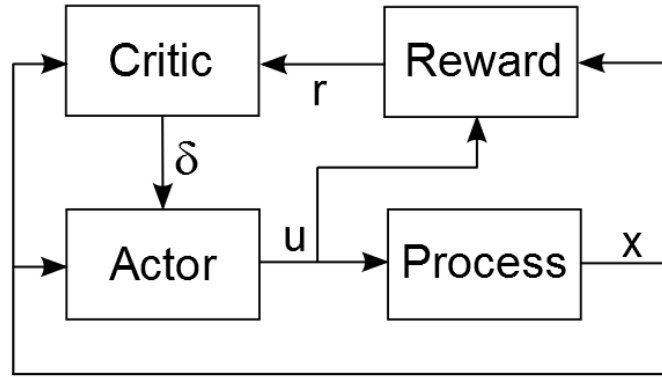 Critic
Reward
r
δ
Actor
u
Process
x